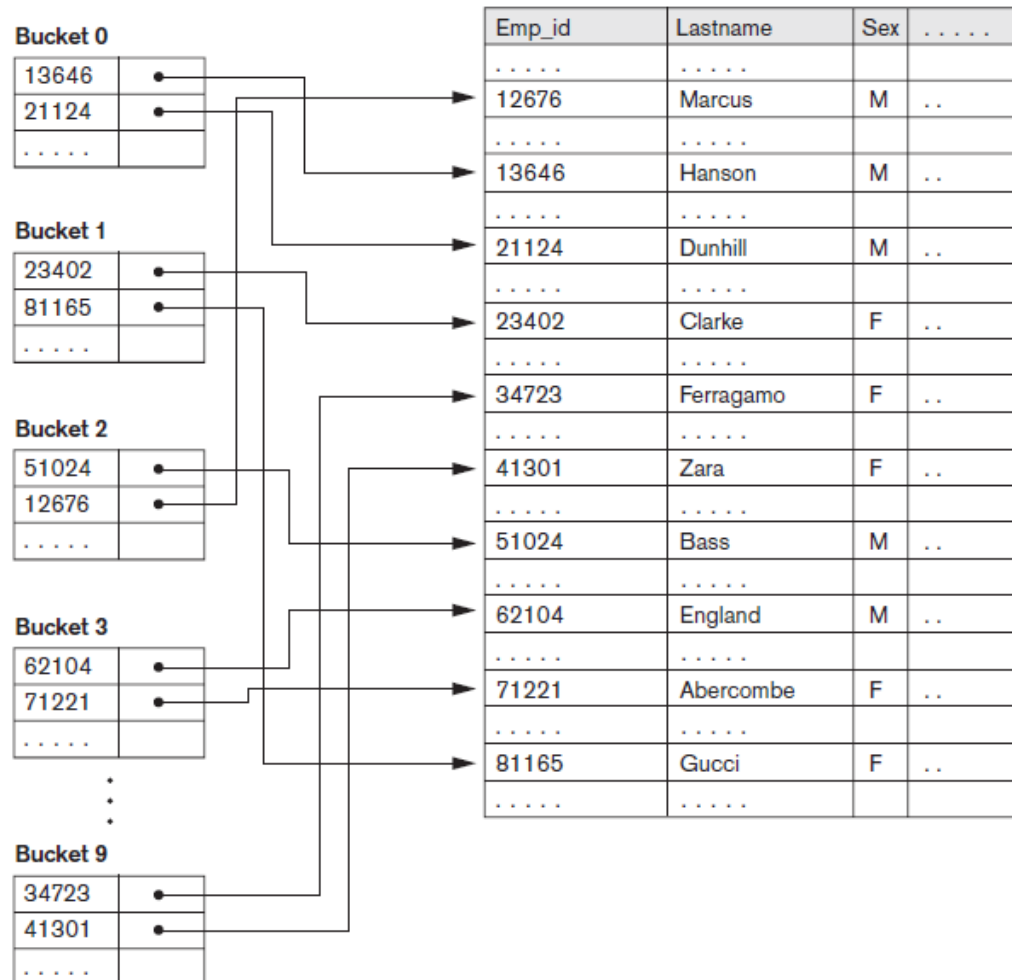 Bucket 0
13646
21124
. . . . .
Bucket 1
23402
81165
. . . . .
Bucket 2
51024
12676
. . . . .
Bucket 3
62104
71221
. . . . .
Bucket 9
34723
41301
. . . . .
Emp_id Lastname Sex . . . . .
. . . . . . . . . .
12676 Marcus M . .
. . . . . . . . . .
13646 Hanson M . .
. . . . . . . . . .
21124 Dunhill M . .
. . . . . . . . . .
23402 Clarke F . .
. . . . . . . . . .
34723 Ferragamo F . .
. . . . . . . . . .
41301 Zara F . .
. . . . . . . . . .
51024 Bass M . .
. . . . . . . . . .
62104 England M . .
. . . . . . . . . .
71221 Abercombe F . .
. . . . . . . . . .
81165 Gucci F . .
. . . . . . . . . .